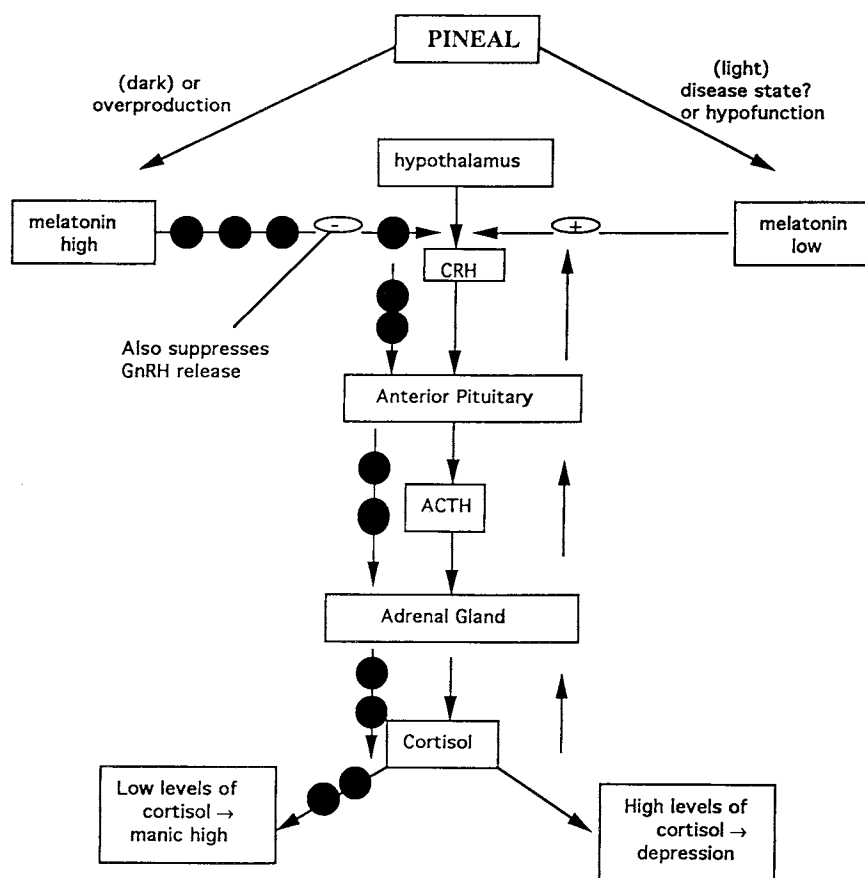 PINEAL
(dark) or
overproduction
(light)
disease state?
or hypofunction
hypothalamus
melatonin
high
-
+
melatonin
low
CRH
Also suppresses
GnRH release
Anterior Pituitary
ACTH
Adrenal Gland
Cortisol
Low levels of
cortisol →
manic high
High levels of
cortisol →
depression